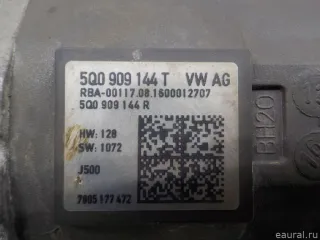 5Q0 909 144 T VW AG
RBA-00117.08.1600012707
5Q0 909 144 R
HW: 128
SW: 1072
J500
7805 177 472
BH20
© eaural.ru